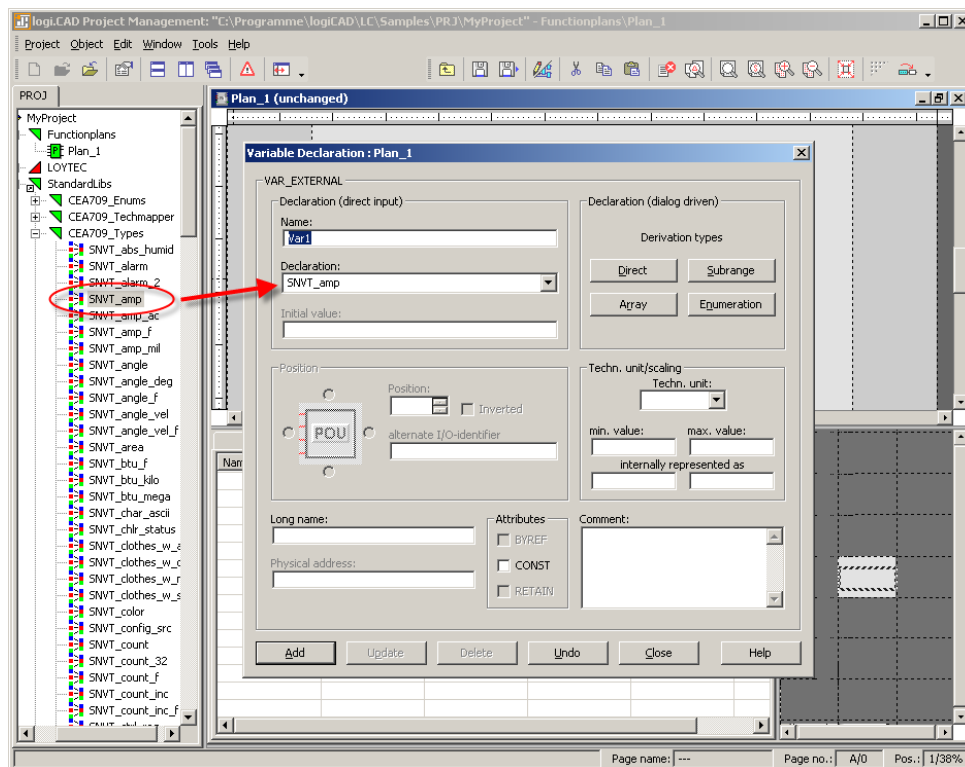 logi.CAD Project Management: "C:\Programme\logiCAD\LC\Samples\PRJ\MyProject" - Functionplans\Plan_1
Project Object Edit Window Tools Help
PROJ
MyProject
Functionplans
Plan_1
LOYTEC
StandardLibs
CEA709_Enums
CEA709_Techmapper
CEA709_Types
SNVT_abs_humid
SNVT_alarm
SNVT_alarm_2
SNVT_amp
SNVT_amp_ac
SNVT_amp_f
SNVT_amp_mil
SNVT_angle
SNVT_angle_deg
SNVT_angle_f
SNVT_angle_vel
SNVT_angle_vel_f
SNVT_area
SNVT_btu_f
SNVT_btu_kilo
SNVT_btu_mega
SNVT_char_ascii
SNVT_chlr_status
SNVT_clothes_w_a
SNVT_clothes_w_c
SNVT_clothes_w_r
SNVT_clothes_w_s
SNVT_color
SNVT_config_src
SNVT_count
SNVT_count_32
SNVT_count_f
SNVT_count_inc
SNVT_count_inc_f
Plan_1 (unchanged)
Nar
Variable Declaration : Plan_1
VAR_EXTERNAL
Declaration (direct input)
Name:
Var1
Declaration:
SNVT_amp
Initial value:
Declaration (dialog driven)
Derivation types
Direct Subrange
Array Enumeration
Position
Position:
Inverted
POU
alternate I/O-identifier
Techn. unit/scaling
Techn. unit:
min. value: max. value:
internally represented as
Long name:
Physical address:
Attributes
BYREF
CONST
RETAIN
Comment:
Add Update Delete Undo Close Help
Page name: --- Page no.: A/0 Pos.: 1/38%